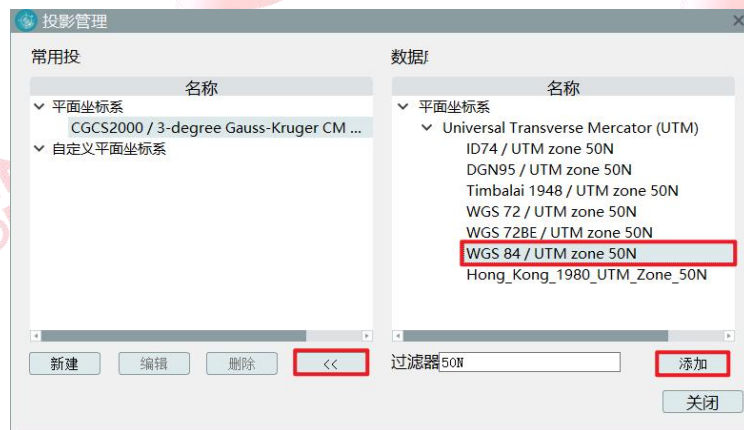 投影管理
常用投
名称
平面坐标系
CGCS2000 / 3-degree Gauss-Kruger CM ...
自定义平面坐标系
新建
编辑
删除
<<
数据
名称
平面坐标系
Universal Transverse Mercator (UTM)
ID74 / UTM zone 50N
DGN95 / UTM zone 50N
Timbalai 1948 / UTM zone 50N
WGS 72 / UTM zone 50N
WGS 72BE / UTM zone 50N
WGS 84 / UTM zone 50N
Hong_Kong_1980_UTM_Zone_50N
过滤器 50N
添加
关闭